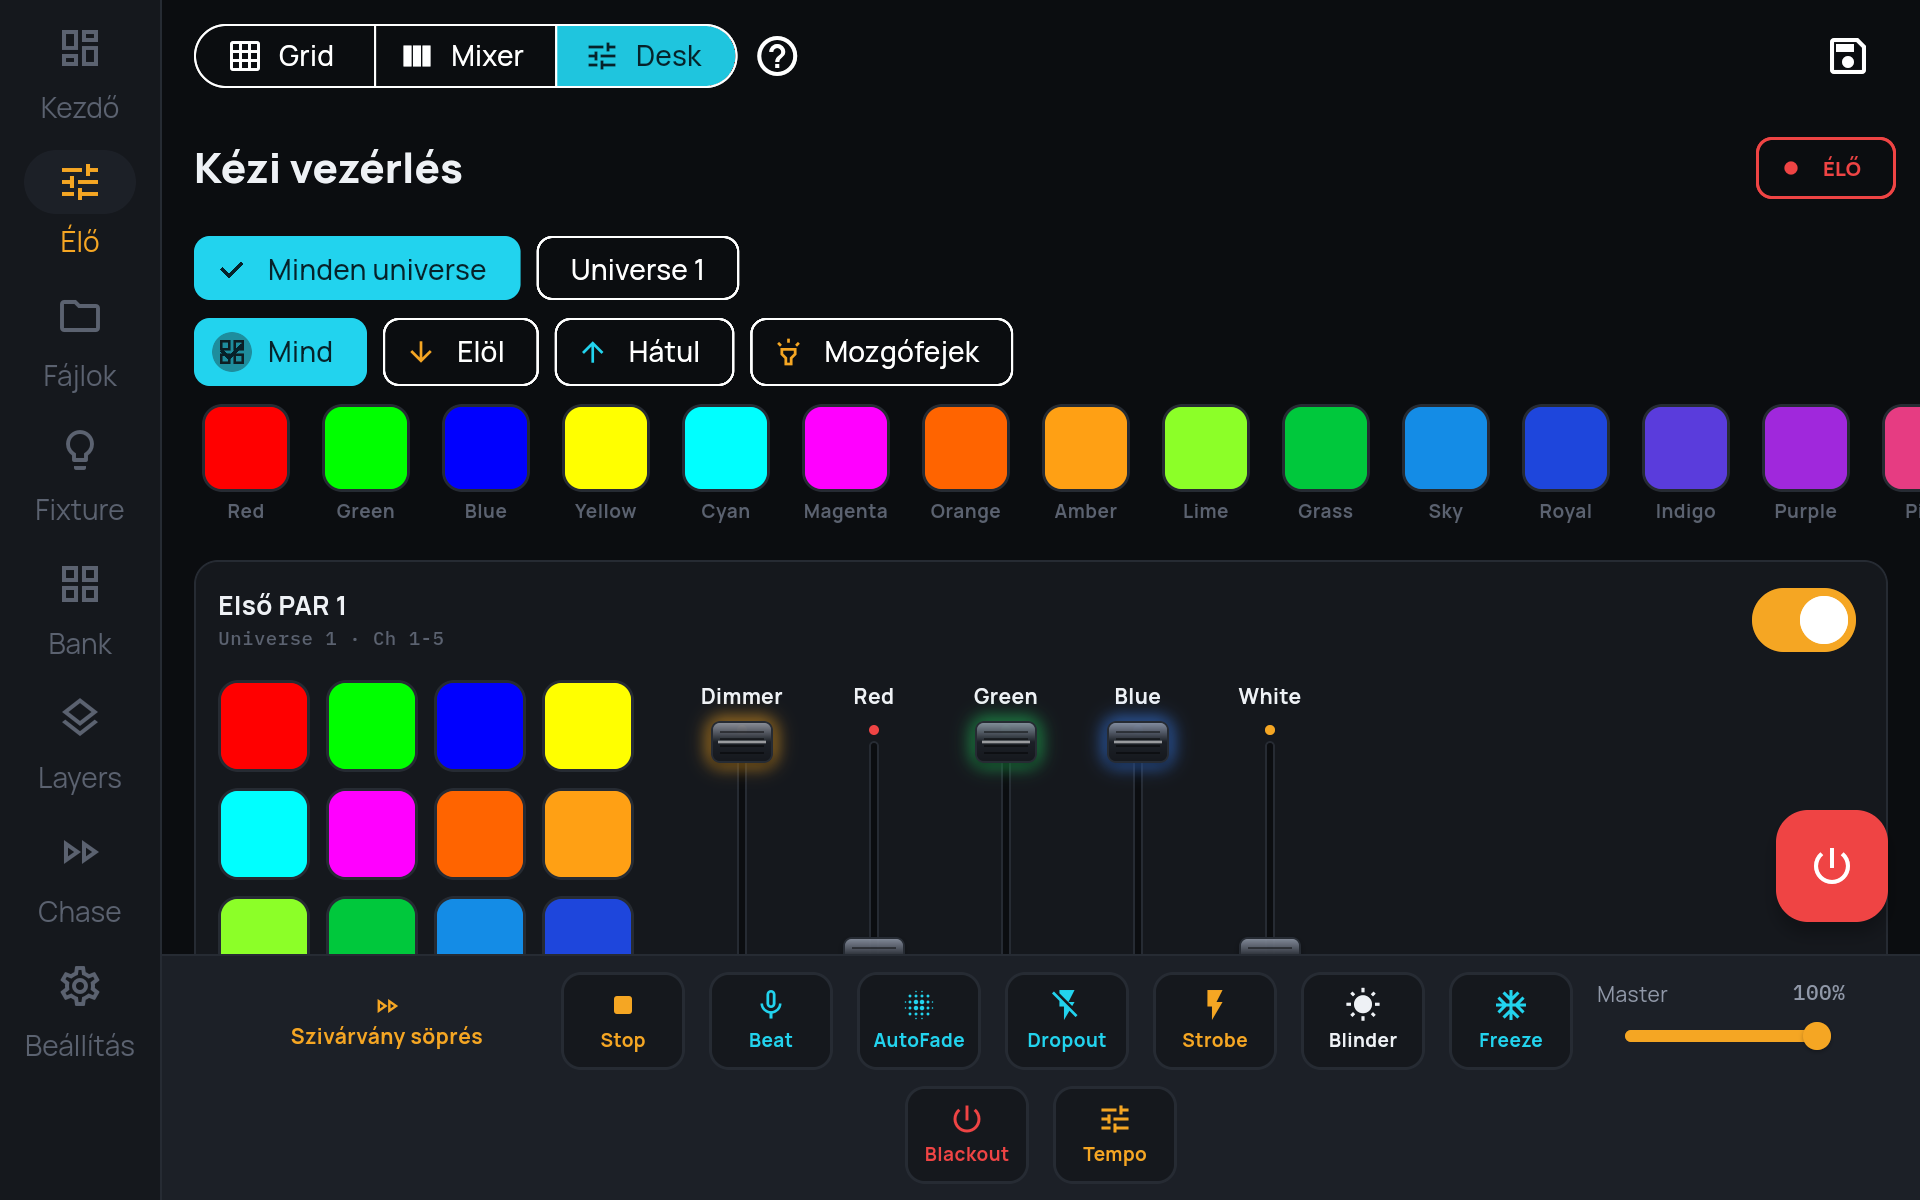 Grid Mixer Desk
Kezdő
Kézi vezérlés
ÉLŐ
Élő
Minden universe Universe 1
Mind Elöl Hátul Mozgófejek
Fájlok
Red Green Blue Yellow Cyan Magenta Orange Amber Lime Grass Sky Royal Indigo Purple
Fixture
Első PAR 1
Universe 1 · Ch 1-5
Bank
Dimmer Red Green Blue White
Layers
Chase
Szivárvány söprés
Stop Beat AutoFade Dropout Strobe Blinder Freeze
Master 100%
Beállítás
Blackout Tempo